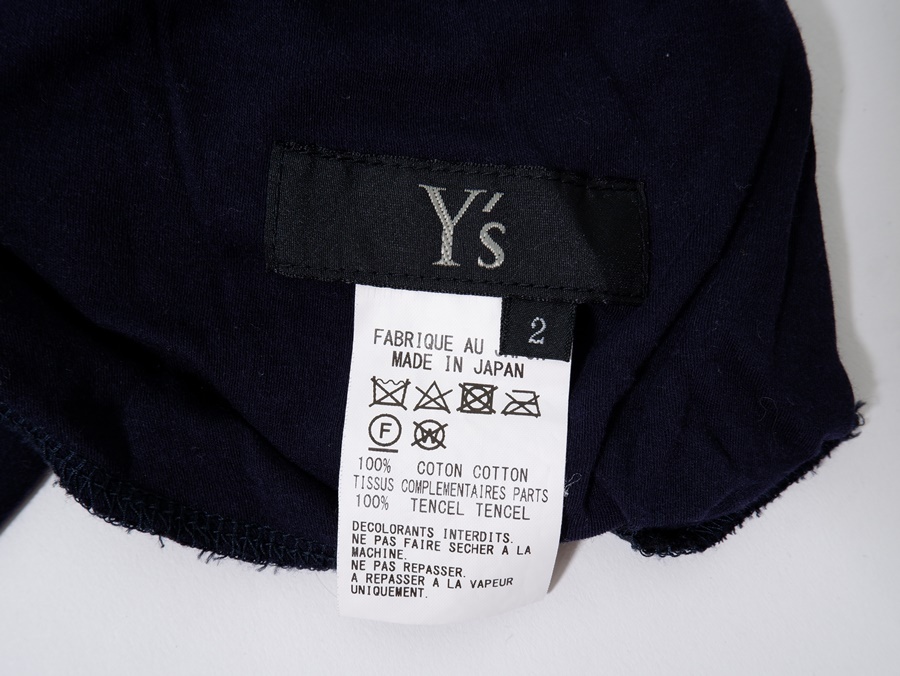 Y's
2
FABRIQUE AU
MADE IN JAPAN
F
W
100% COTON COTTON
TISSUS COMPLEMENTAIRES PARTS
100% TENCEL TENCEL
DECOLORANTS INTERDITS.
NE PAS FAIRE SECHER A LA
MACHINE.
NE PAS REPASSER.
A REPASSER A LA VAPEUR
UNIQUEMENT.